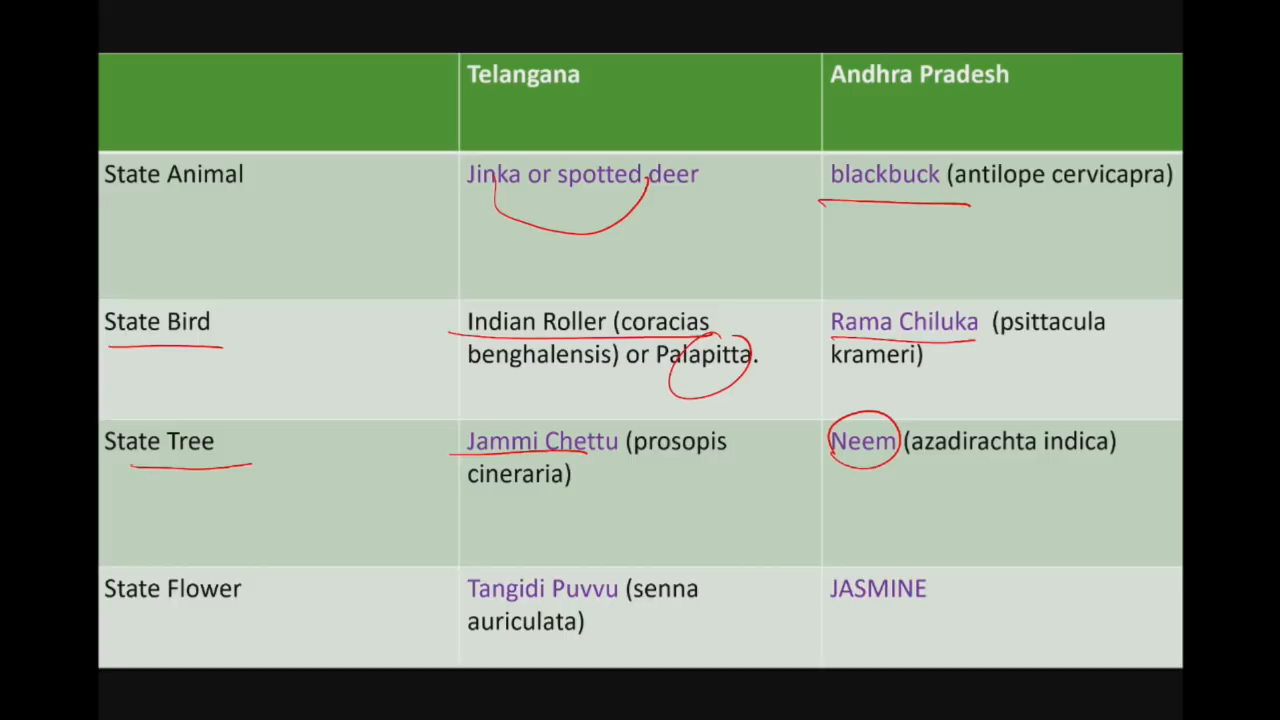 Telangana
Andhra Pradesh
State Animal
Jinka or spotted deer
blackbuck (antilope cervicapra)
State Bird
Indian Roller (coracias
benghalensis) or Palapitta.
Rama Chiluka (psittacula
krameri)
State Tree
Jammi Chettu (prosopis
cineraria)
Neem (azadirachta indica)
State Flower
Tangidi Puvvu (senna
auriculata)
JASMINE